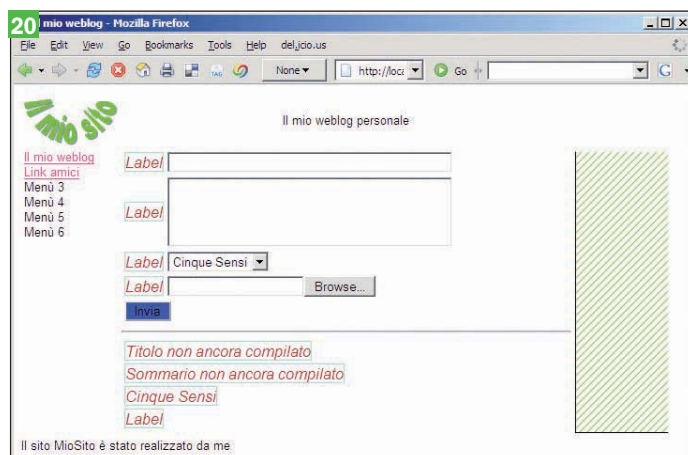 20
Il mio weblog - Mozilla Firefox
File Edit View Go Bookmarks Tools Help del.icio.us
TAG None http://loca Go G
Il mio sito
Il mio weblog personale
Il mio weblog
Link amici
Menù 3
Menù 4
Menù 5
Menù 6
Label
Label
Label Cinque Sensi
Label Browse...
Invia
Titolo non ancora compilato
Sommario non ancora compilato
Cinque Sensi
Label
Il sito MioSito è stato realizzato da me